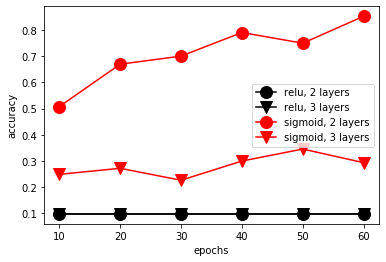 0.8
0.7
0.6
0.5
0.4
0.3
0.2
0.1
accuracy
relu, 2 layers
relu, 3 layers
sigmoid, 2 layers
sigmoid, 3 layers
10 20 30 40 50 60
epochs